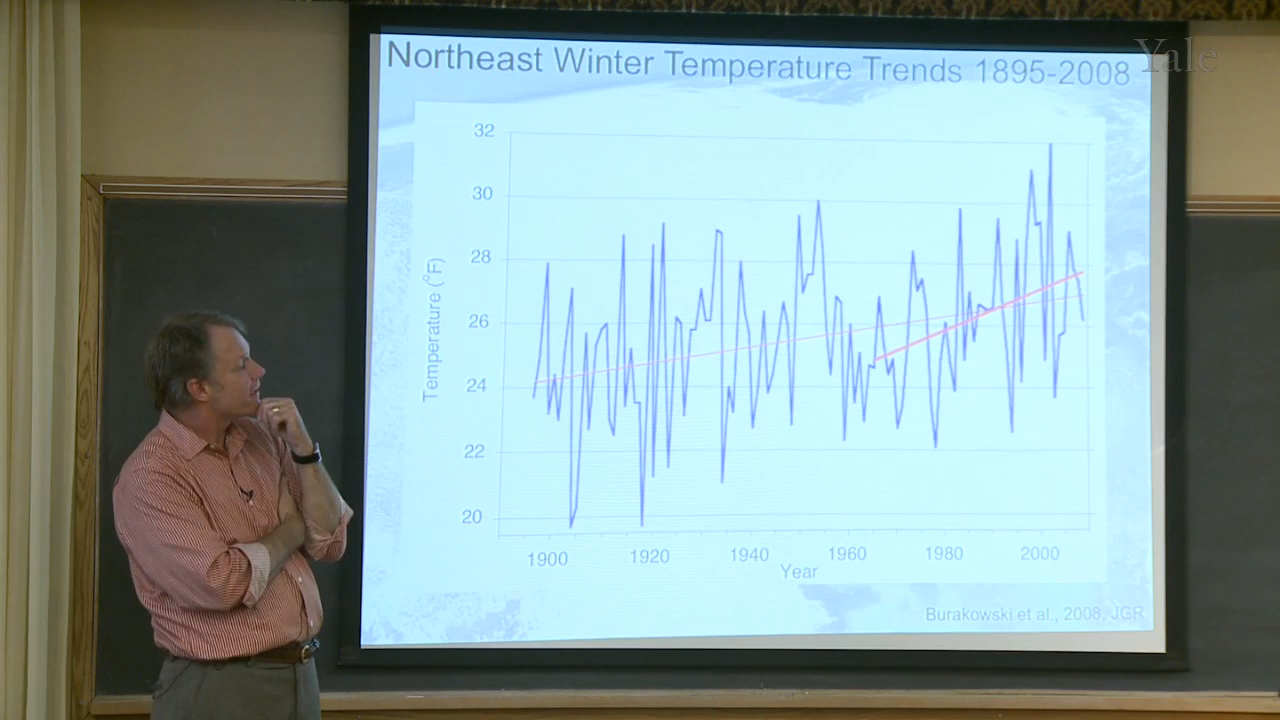 Yale
Northeast Winter Temperature Trends 1895-2008
32
30
28
26
24
22
20
Temperature (°F)
1900 1920 1940 1960 1980 2000
Year
Burakowski et al., 2008, JGR